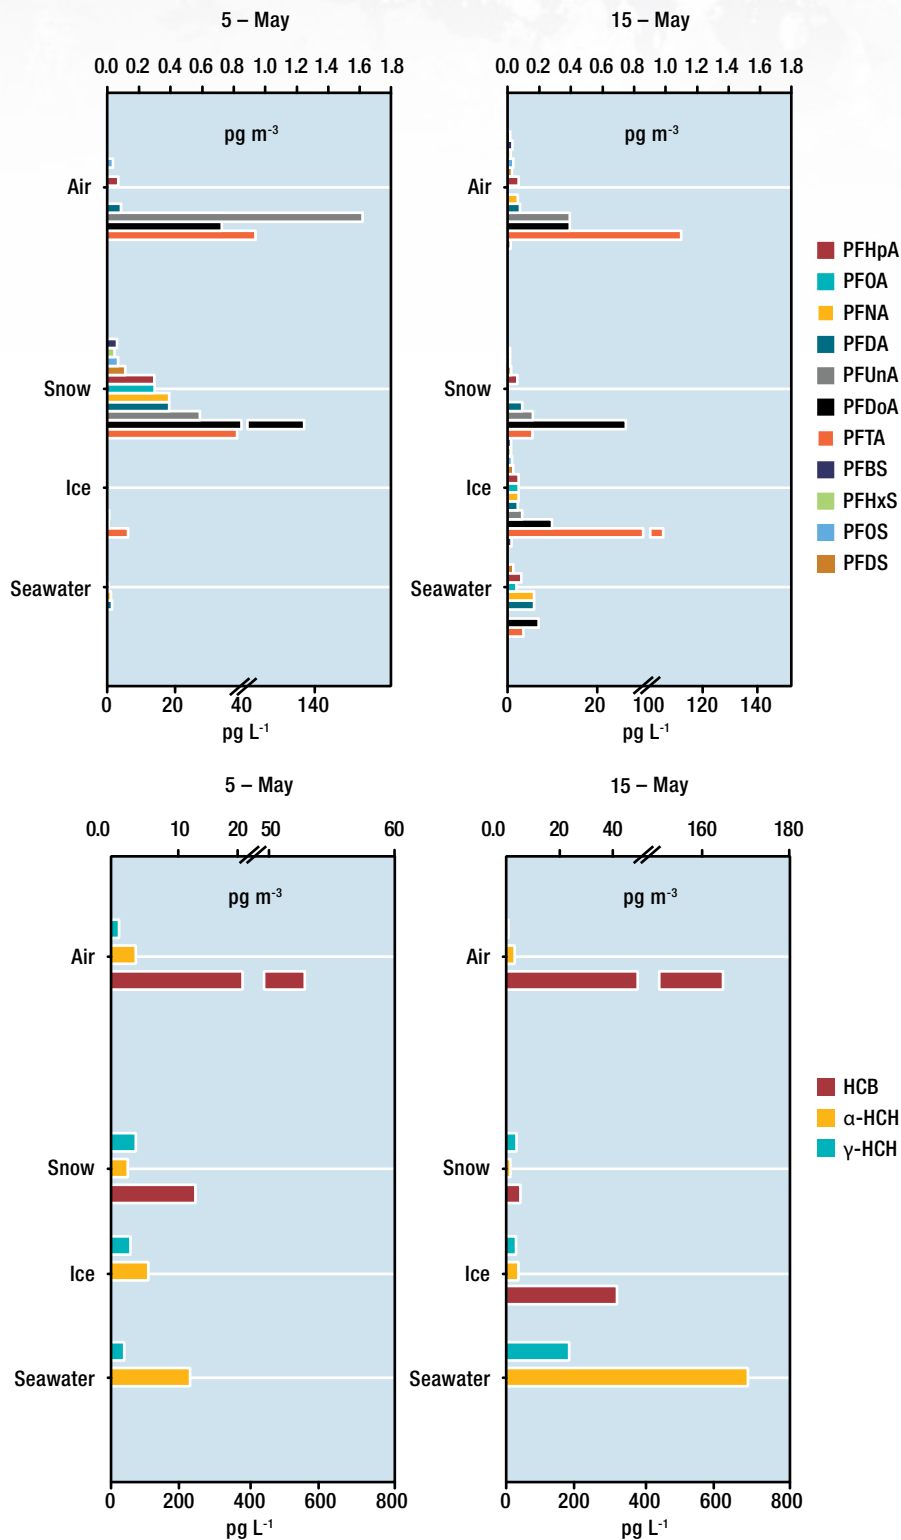 5 – May
15 – May
0.0 0.2 0.4 0.6 0.8 1.0 1.2 1.4 1.6 1.8
0.0 0.2 0.4 0.6 0.8 1.0 1.2 1.4 1.6 1.8
pg m-3
pg m-3
Air
Air
Snow
Snow
Ice
Ice
Seawater
Seawater
PFHpA
PFOA
PFNA
PFDA
PFUnA
PFDoA
PFTA
PFBS
PFHxS
PFOS
PFDS
0 20 40 140
0 20 100 120 140
pg L-1
pg L-1
5 – May
15 – May
0.0 10 20 50 60
0.0 20 40 160 180
pg m-3
pg m-3
Air
Air
Snow
Snow
Ice
Ice
Seawater
Seawater
HCB
α-HCH
γ-HCH
0 200 400 600 800
0 200 400 600 800
pg L-1
pg L-1